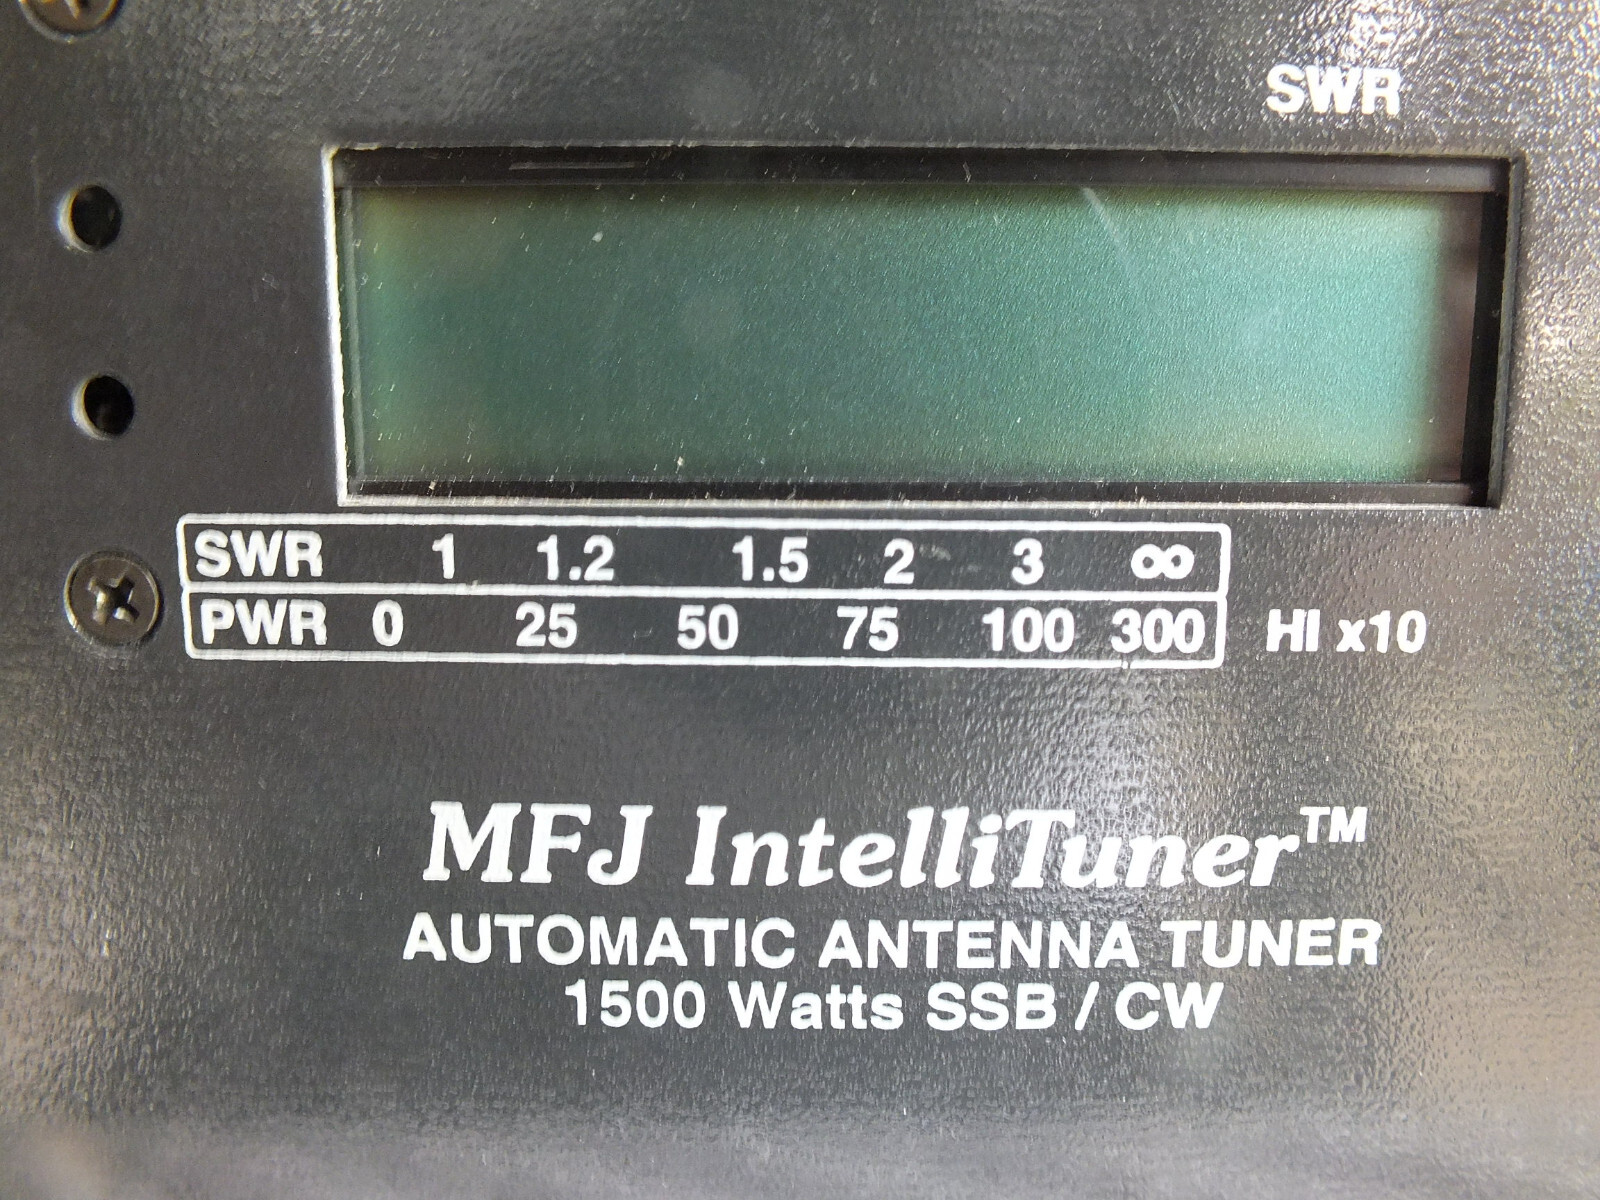 SWR
SWR 1 1.2 1.5 2 3 ∞
PWR 0 25 50 75 100 300 HI x10
MFJ IntelliTuner™
AUTOMATIC ANTENNA TUNER
1500 Watts SSB / CW